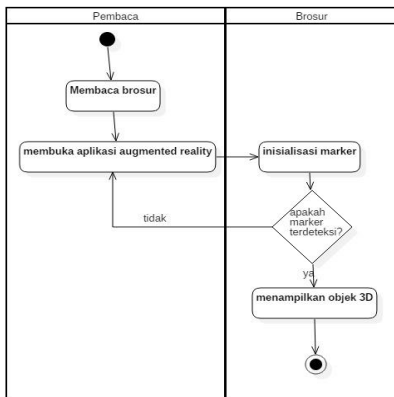 Pembaca
Brosur
Membaca brosur
membuka aplikasi augmented reality
inisialisasi marker
apakah
marker
terdeteksi?
tidak
ya
menampilkan objek 3D